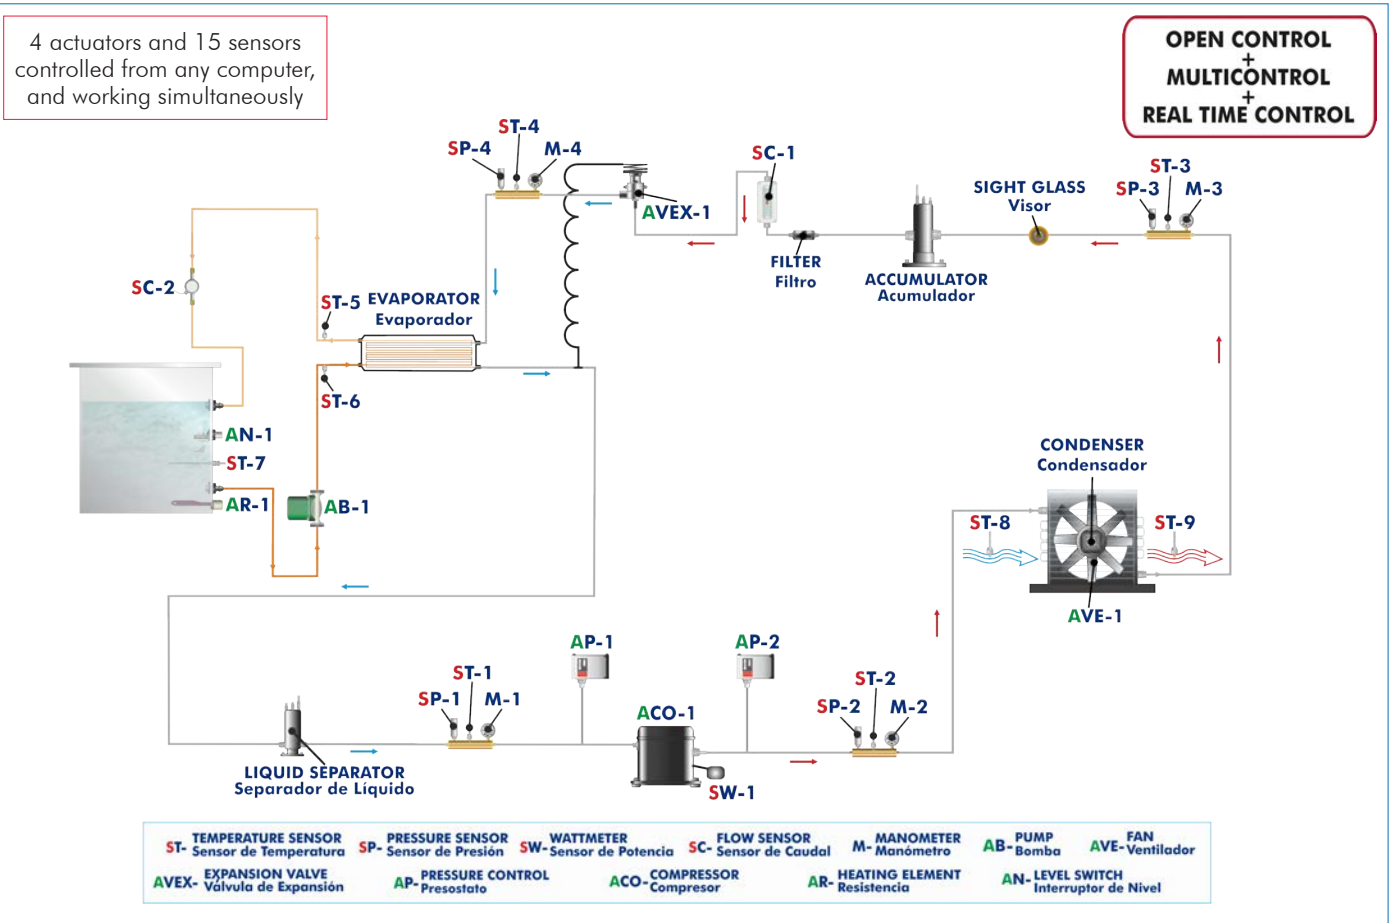 4 actuators and 15 sensors
controlled from any computer,
and working simultaneously
OPEN CONTROL
+
MULTICONTROL
+
REAL TIME CONTROL
ST-4
SP-4
M-4
AVEX-1
SC-1
FILTER
Filtro
ACCUMULATOR
Acumulador
SIGHT GLASS
Visor
ST-3
SP-3
M-3
SC-2
ST-5
EVAPORATOR
Evaporador
ST-6
AN-1
ST-7
AR-1
AB-1
CONDENSER
Condensador
ST-8
ST-9
AVE-1
AP-1
AP-2
ST-1
SP-1
M-1
ACO-1
SW-1
ST-2
SP-2
M-2
LIQUID SEPARATOR
Separador de Líquido
ST- TEMPERATURE SENSOR
Sensor de Temperatura
SP- PRESSURE SENSOR
Sensor de Presión
SW- WATTMETER
Sensor de Potencia
SC- FLOW SENSOR
Sensor de Caudal
M- MANOMETER
Manómetro
AB- PUMP
Bomba
AVE- FAN
Ventilador
AVEX- EXPANSION VALVE
Válvula de Expansión
AP- PRESSURE CONTROL
Presostato
ACO- COMPRESSOR
Compresor
AR- HEATING ELEMENT
Resistencia
AN- LEVEL SWITCH
Interruptor de Nivel